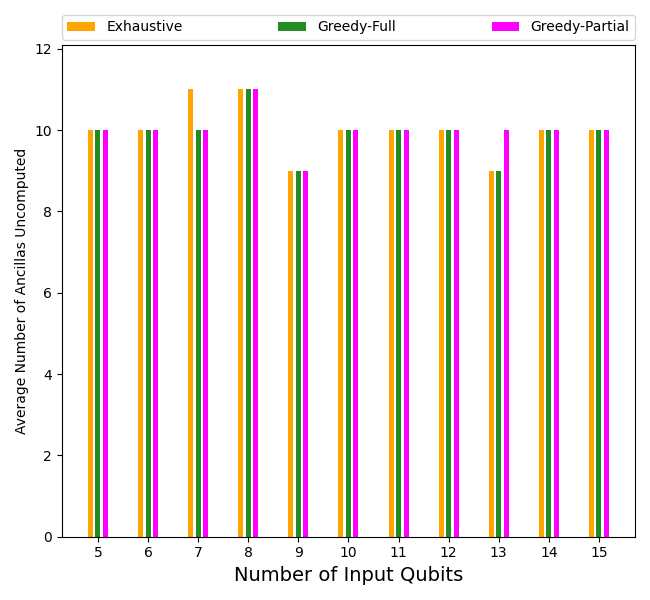 Exhaustive Greedy-Full Greedy-Partial
12
10
8
6
4
2
0
Average Number of Ancillas Uncomputed
5 6 7 8 9 10 11 12 13 14 15
Number of Input Qubits